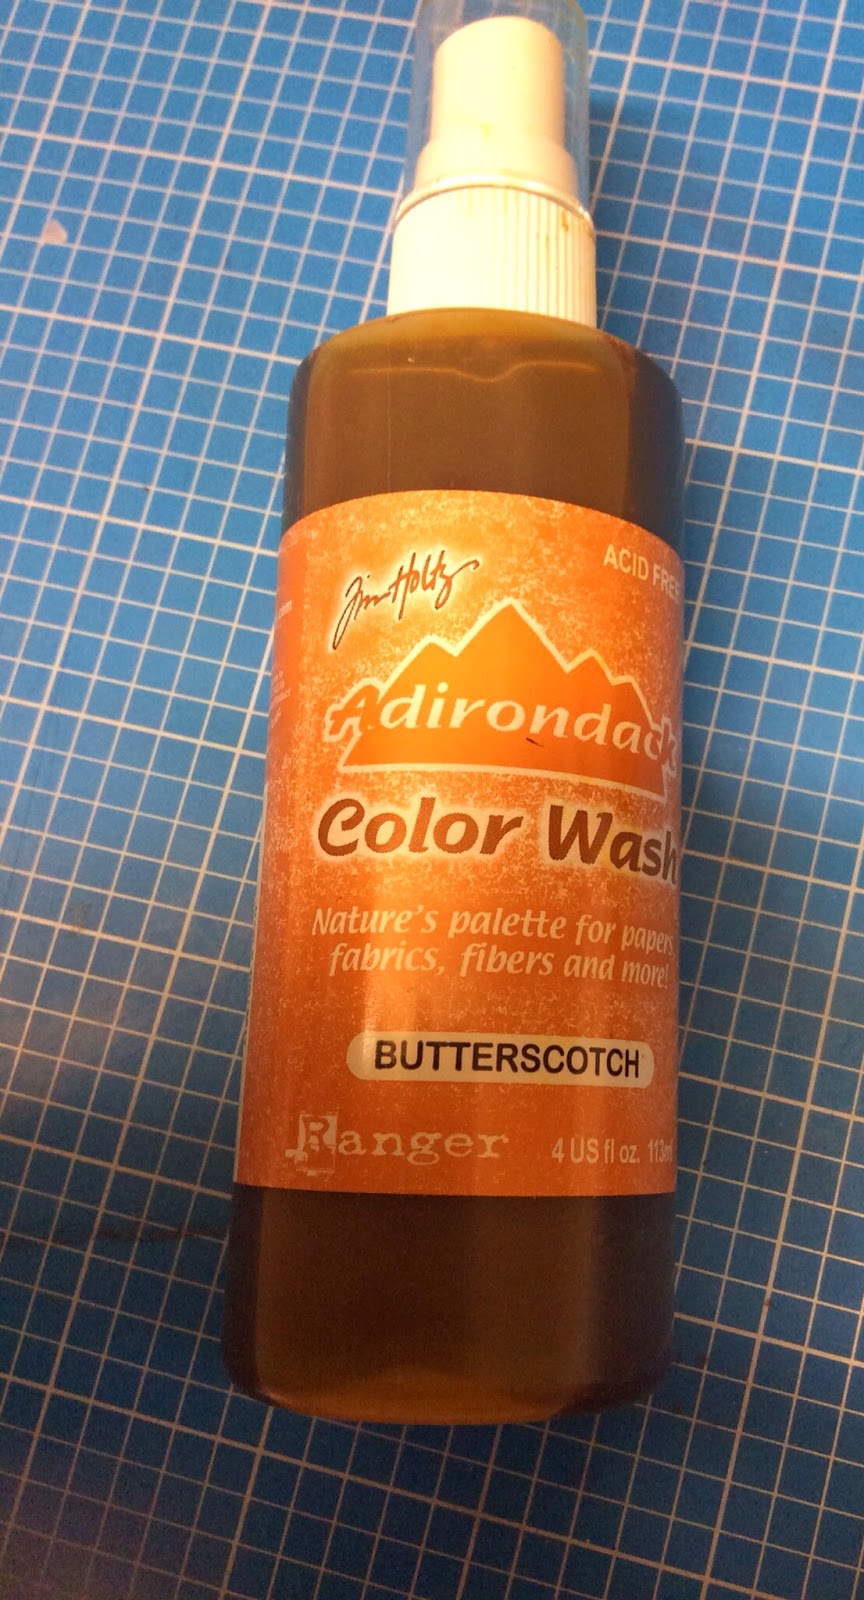 Tim Holtz
ACID FREE
Adirondack
Color Wash
Nature's palette for papers,
fabrics, fibers and more!
BUTTERSCOTCH
Ranger
4 US fl oz. 113ml